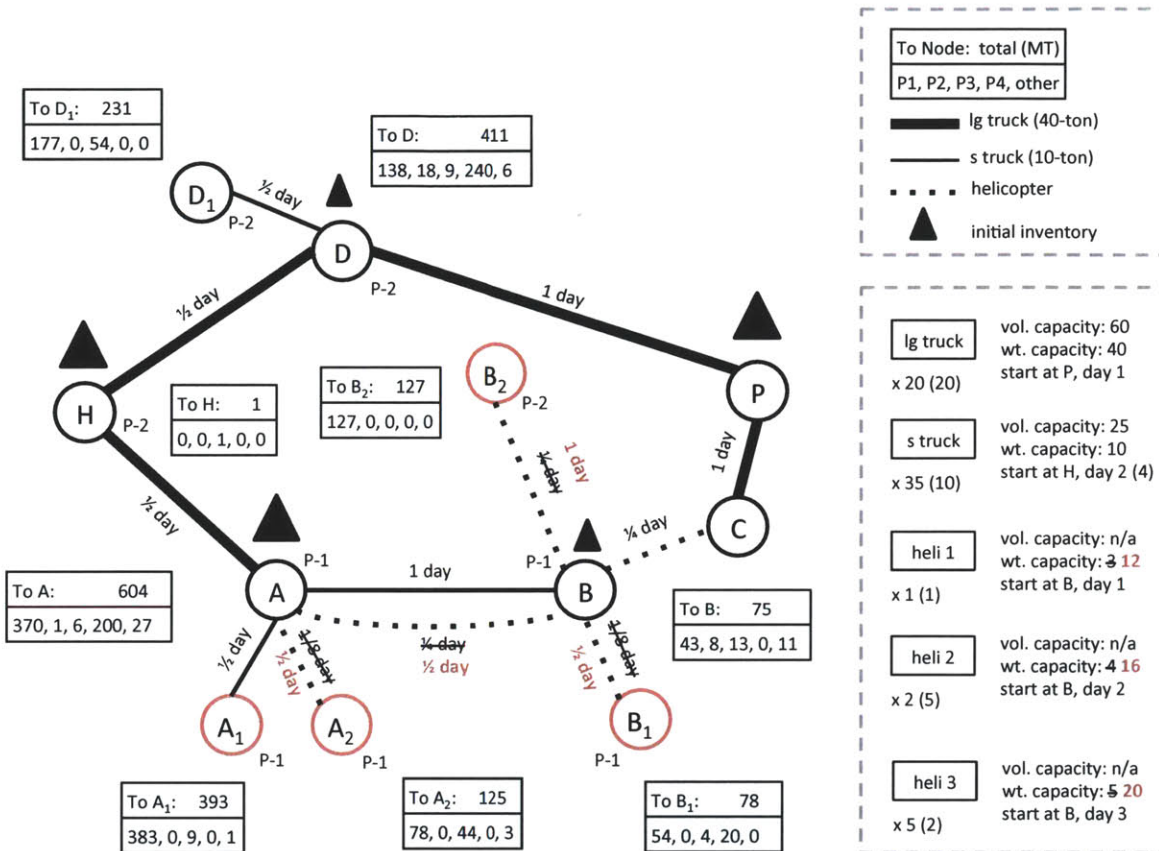 To D₁: 231
177, 0, 54, 0, 0
To D: 411
138, 18, 9, 240, 6
D₁
P-2
½ day
D
P-2
½ day
1 day
H
P-2
To H: 1
0, 0, 1, 0, 0
To B₂: 127
127, 0, 0, 0, 0
B₂
P-2
P
1 day
½ day
¼ day
1 day
¼ day
C
A
P-1
1 day
P-1
B
To A: 604
370, 1, 6, 200, 27
¼ day
½ day
To B: 75
43, 8, 13, 0, 11
½ day
1/8 day
½ day
1/8 day
½ day
A₁
P-1
A₂
P-1
B₁
P-1
To A₁: 393
383, 0, 9, 0, 1
To A₂: 125
78, 0, 44, 0, 3
To B₁: 78
54, 0, 4, 20, 0
To Node: total (MT)
P1, P2, P3, P4, other
lg truck (40-ton)
s truck (10-ton)
helicopter
initial inventory
lg truck
x 20 (20)
vol. capacity: 60
wt. capacity: 40
start at P, day 1
s truck
x 35 (10)
vol. capacity: 25
wt. capacity: 10
start at H, day 2 (4)
heli 1
x 1 (1)
vol. capacity: n/a
wt. capacity: 3 12
start at B, day 1
heli 2
x 2 (5)
vol. capacity: n/a
wt. capacity: 4 16
start at B, day 2
heli 3
x 5 (2)
vol. capacity: n/a
wt. capacity: 5 20
start at B, day 3